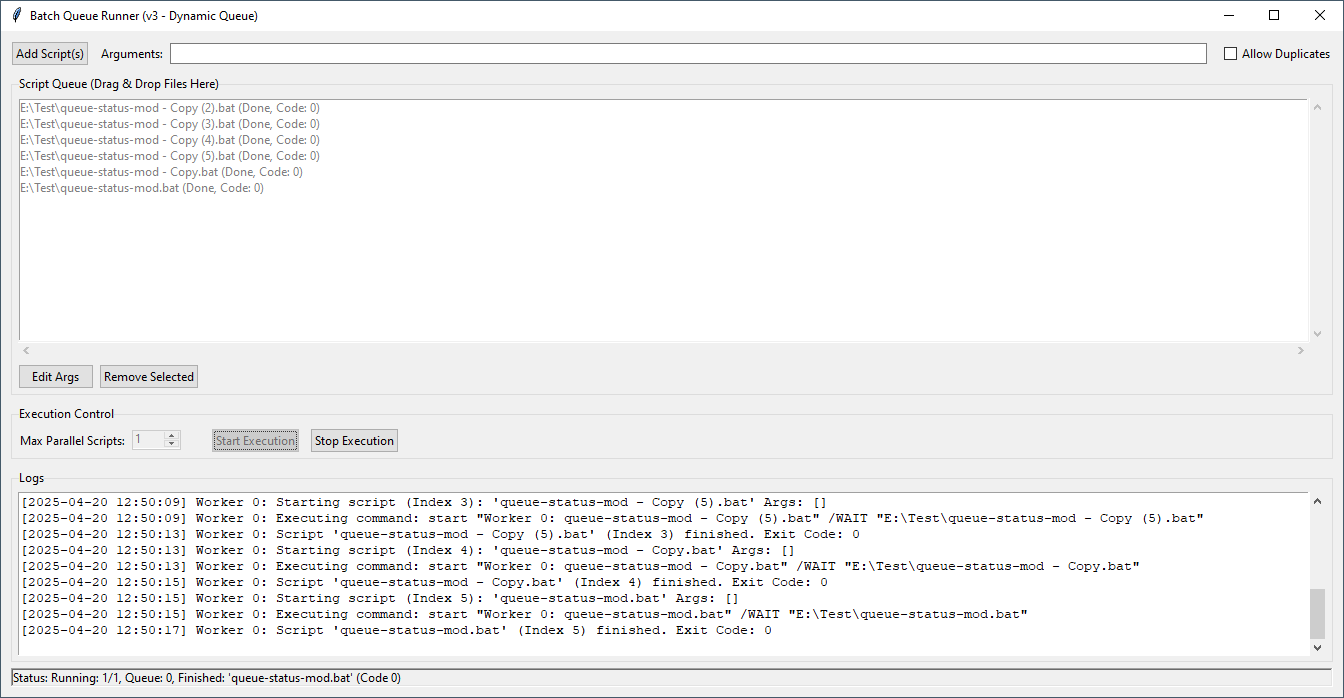 Batch Queue Runner (v3 - Dynamic Queue)
Add Script(s) Arguments: Allow Duplicates
Script Queue (Drag & Drop Files Here)
E:\Test\queue-status-mod - Copy (2).bat (Done, Code: 0)
E:\Test\queue-status-mod - Copy (3).bat (Done, Code: 0)
E:\Test\queue-status-mod - Copy (4).bat (Done, Code: 0)
E:\Test\queue-status-mod - Copy (5).bat (Done, Code: 0)
E:\Test\queue-status-mod - Copy.bat (Done, Code: 0)
E:\Test\queue-status-mod.bat (Done, Code: 0)
Edit Args Remove Selected
Execution Control
Max Parallel Scripts: 1 Start Execution Stop Execution
Logs
[2025-04-20 12:50:09] Worker 0: Starting script (Index 3): 'queue-status-mod - Copy (5).bat' Args: []
[2025-04-20 12:50:09] Worker 0: Executing command: start "Worker 0: queue-status-mod - Copy (5).bat" /WAIT "E:\Test\queue-status-mod - Copy (5).bat"
[2025-04-20 12:50:13] Worker 0: Script 'queue-status-mod - Copy (5).bat' (Index 3) finished. Exit Code: 0
[2025-04-20 12:50:13] Worker 0: Starting script (Index 4): 'queue-status-mod - Copy.bat' Args: []
[2025-04-20 12:50:13] Worker 0: Executing command: start "Worker 0: queue-status-mod - Copy.bat" /WAIT "E:\Test\queue-status-mod - Copy.bat"
[2025-04-20 12:50:15] Worker 0: Script 'queue-status-mod - Copy.bat' (Index 4) finished. Exit Code: 0
[2025-04-20 12:50:15] Worker 0: Starting script (Index 5): 'queue-status-mod.bat' Args: []
[2025-04-20 12:50:15] Worker 0: Executing command: start "Worker 0: queue-status-mod.bat" /WAIT "E:\Test\queue-status-mod.bat"
[2025-04-20 12:50:17] Worker 0: Script 'queue-status-mod.bat' (Index 5) finished. Exit Code: 0
Status: Running: 1/1, Queue: 0, Finished: 'queue-status-mod.bat' (Code 0)